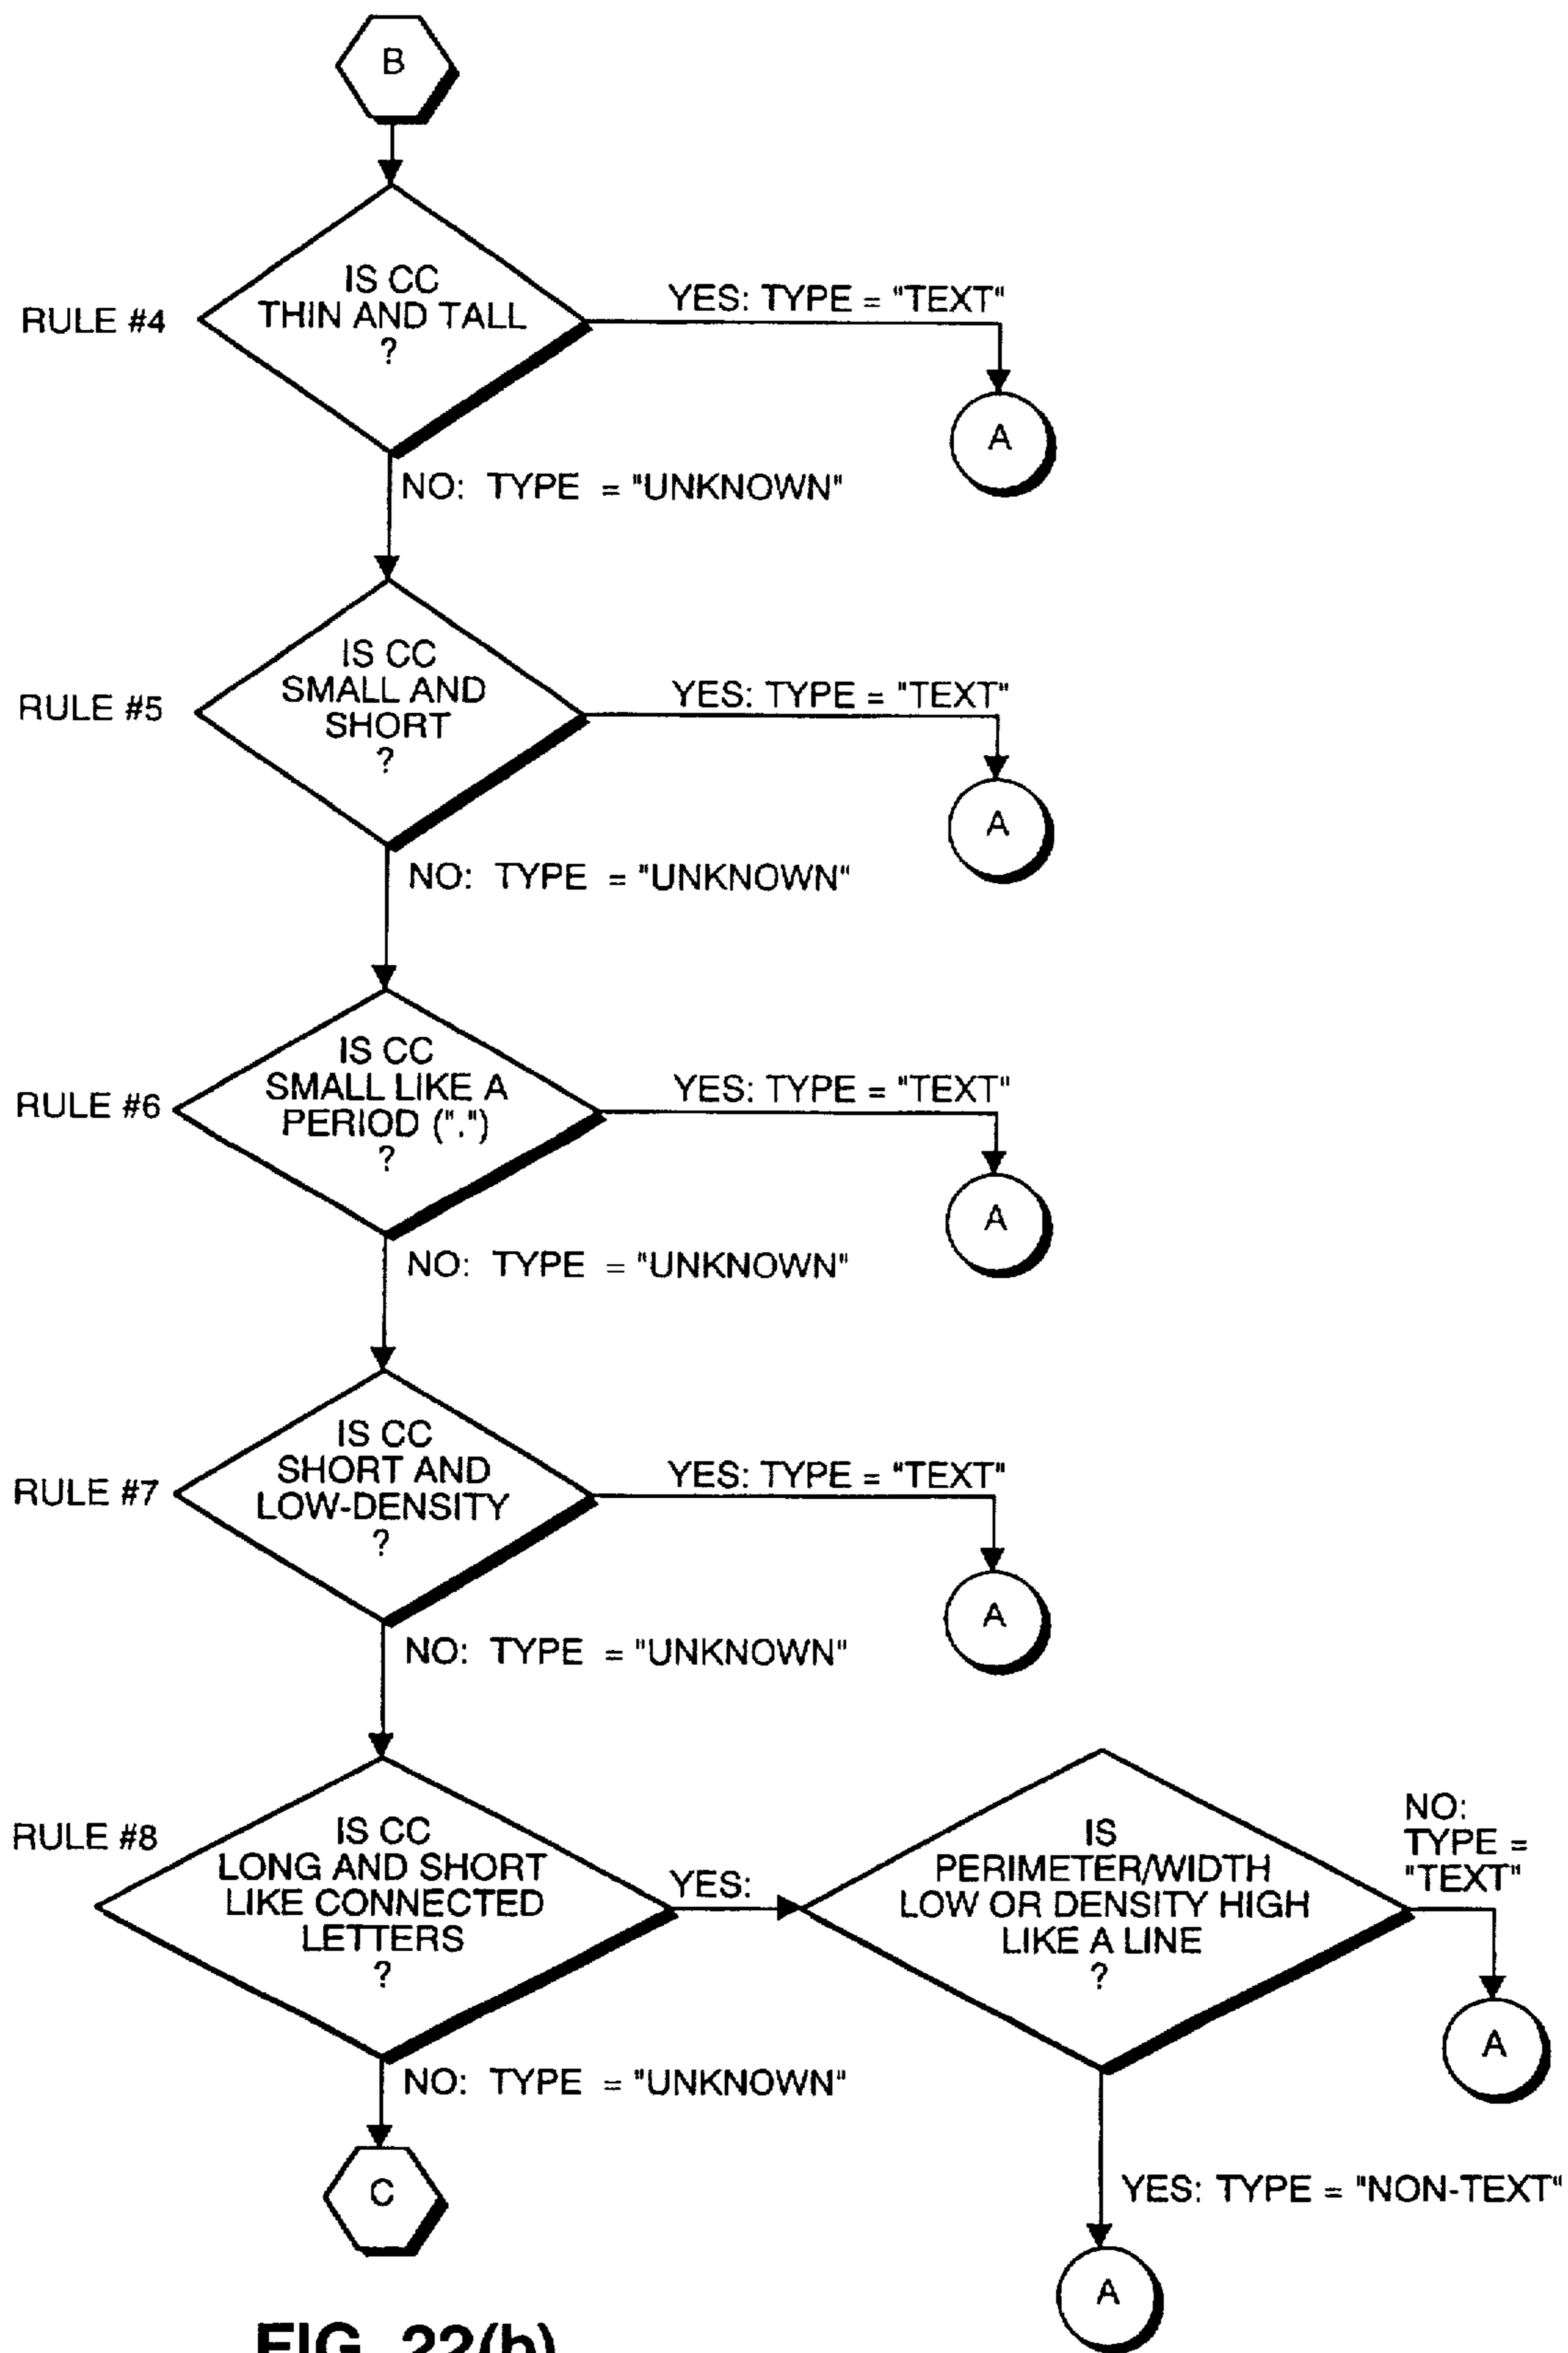 B
IS CC
THIN AND TALL
?
RULE #4
YES: TYPE = "TEXT"
A
NO: TYPE = "UNKNOWN"
IS CC
SMALL AND
SHORT
?
RULE #5
YES: TYPE = "TEXT"
A
NO: TYPE = "UNKNOWN"
IS CC
SMALL LIKE A
PERIOD (".")
?
RULE #6
YES: TYPE = "TEXT"
A
NO: TYPE = "UNKNOWN"
IS CC
SHORT AND
LOW-DENSITY
?
RULE #7
YES: TYPE = "TEXT"
A
NO: TYPE = "UNKNOWN"
RULE #8
IS CC
LONG AND SHORT
LIKE CONNECTED
LETTERS
?
YES:
IS
PERIMETER/WIDTH
LOW OR DENSITY HIGH
LIKE A LINE
?
NO:
TYPE =
"TEXT"
A
NO: TYPE = "UNKNOWN"
C
YES: TYPE = "NON-TEXT"
A
FIG. 22(b)